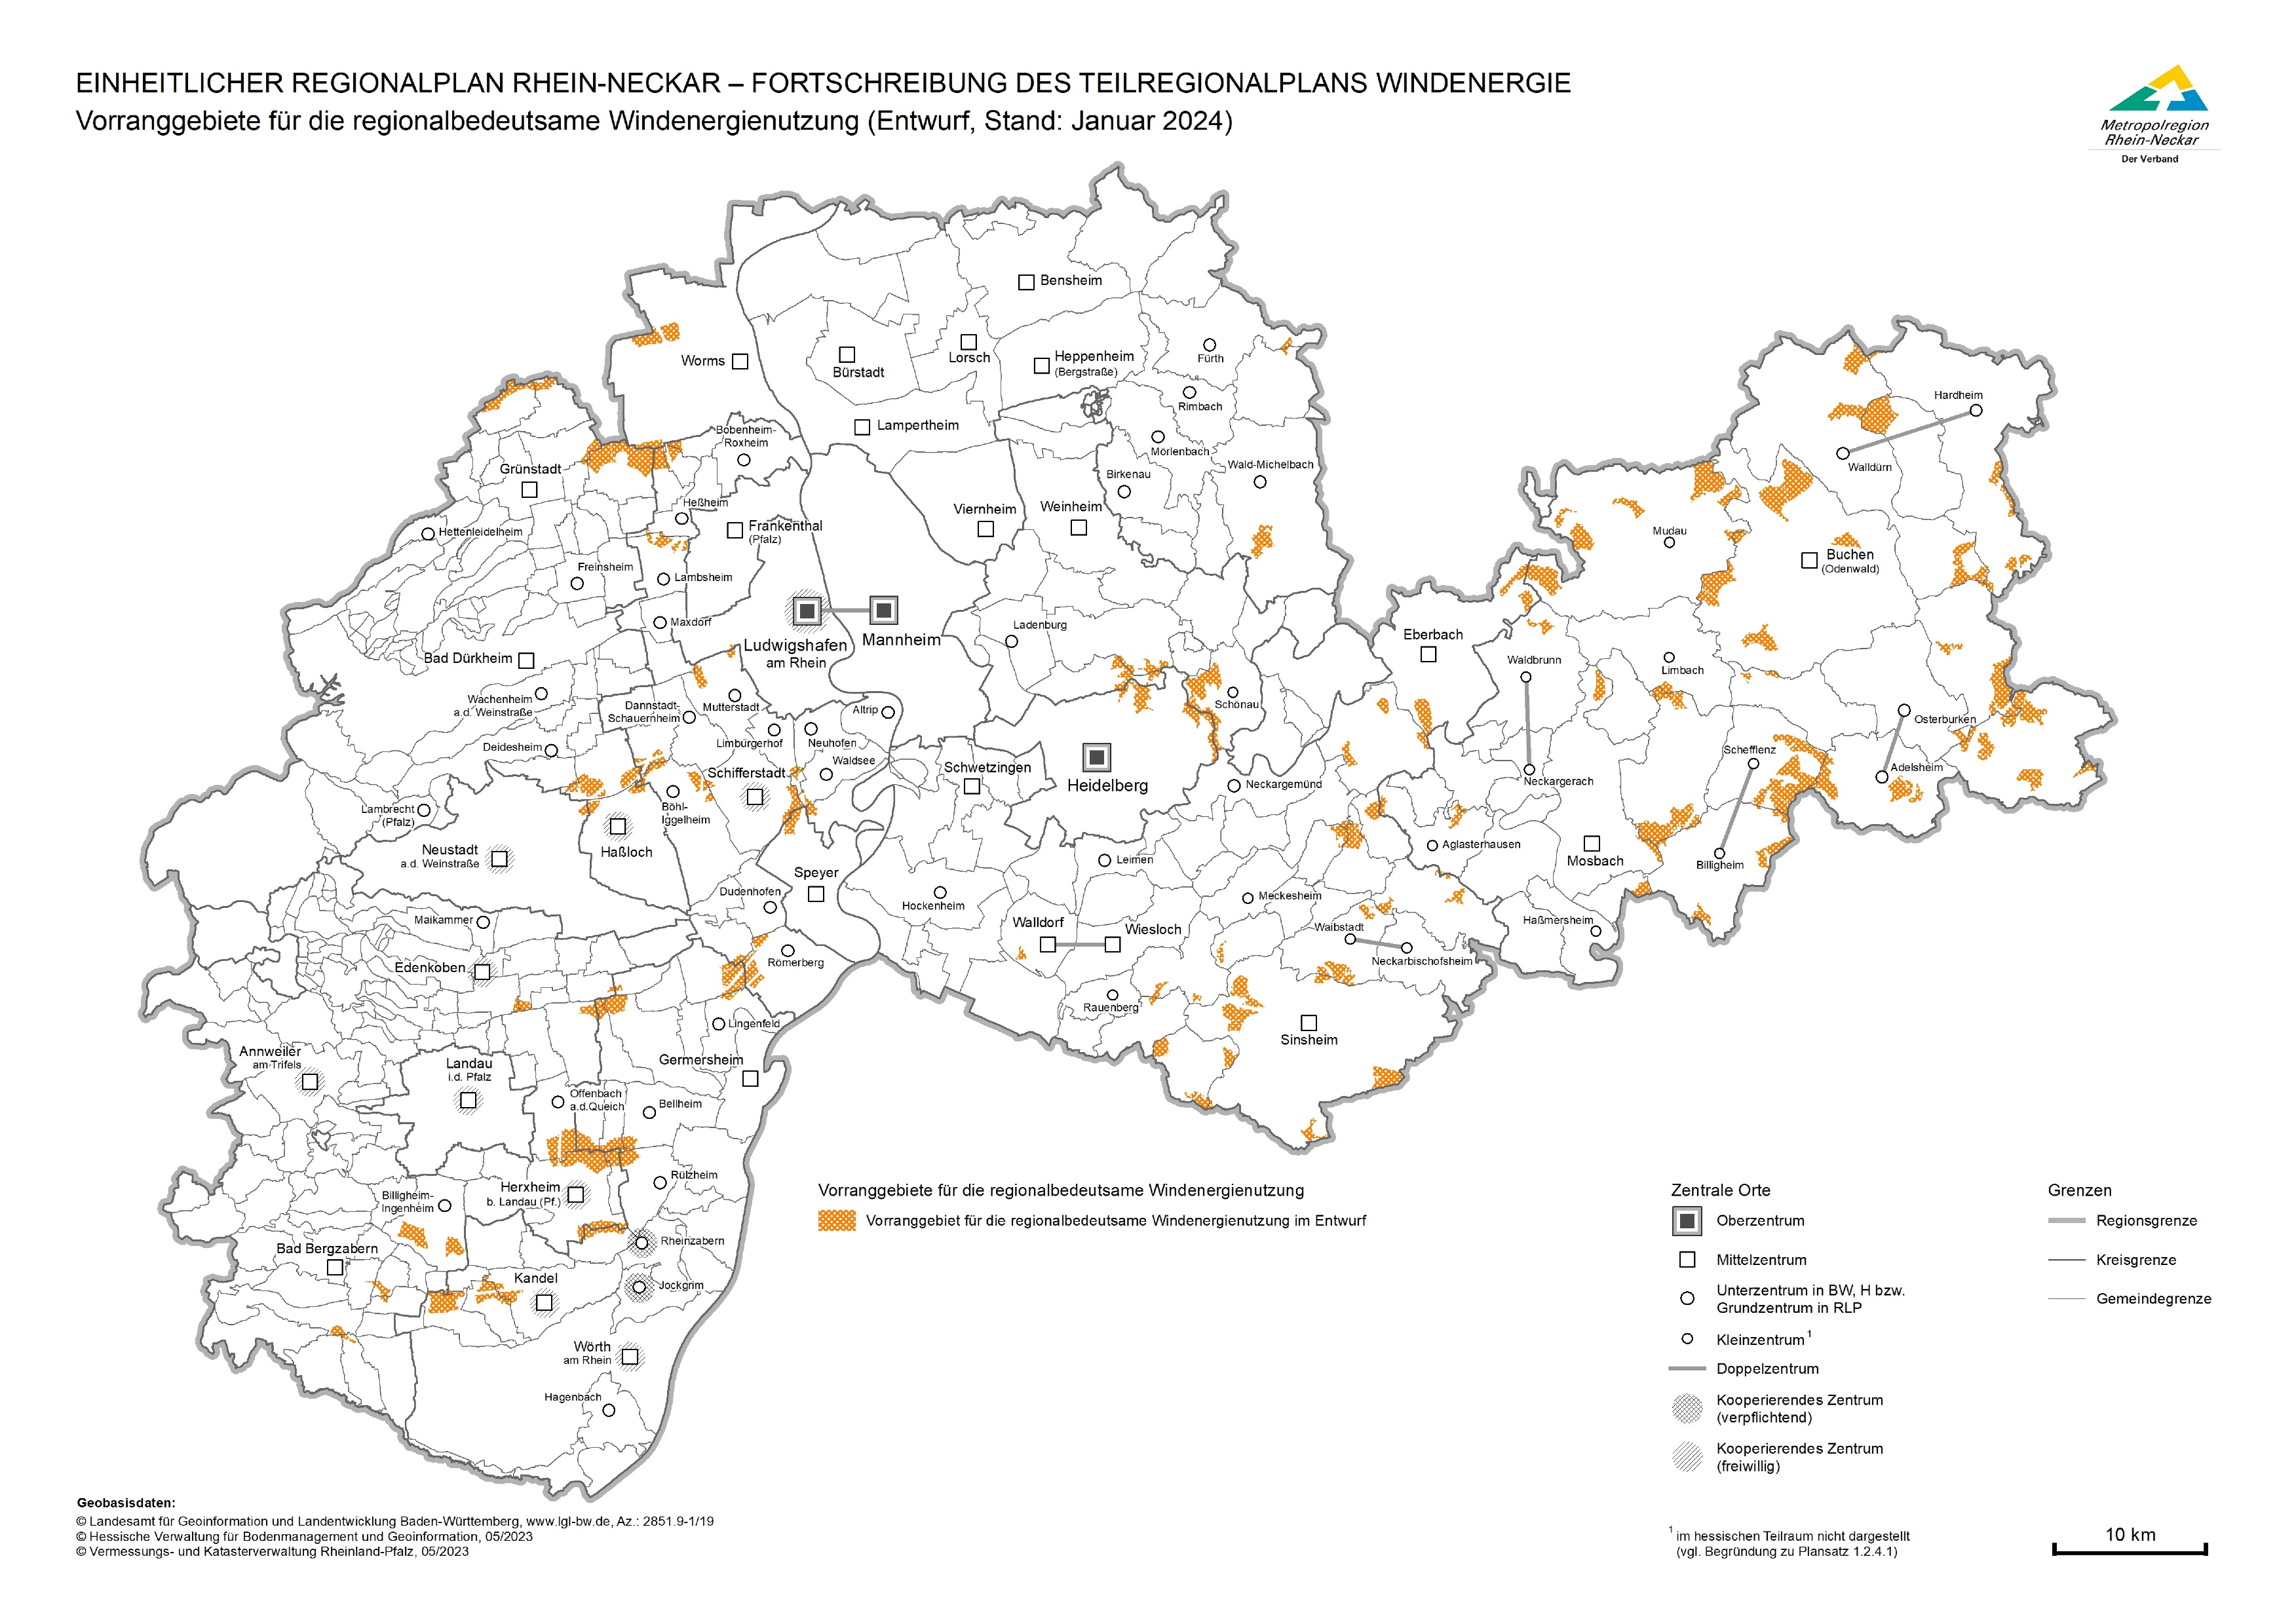 EINHEITLICHER REGIONALPLAN RHEIN-NECKAR – FORTSCHREIBUNG DES TEILREGIONALPLANS WINDENERGIE
Vorranggebiete für die regionalbedeutsame Windenergienutzung (Entwurf, Stand: Januar 2024)
Metropolregion
Rhein-Neckar
Der Verband
Bensheim
Worms
Bürstadt
Lorsch
Heppenheim
(Bergstraße)
Fürth
Rimbach
Hardheim
Lampertheim
Bobenheim-
Roxheim
Mörlenbach
Walldürn
Grünstadt
Birkenau
Wald-Michelbach
Heßheim
Viernheim
Weinheim
Frankenthal
(Pfalz)
Hettenleidelheim
Mudau
Buchen
(Odenwald)
Freinsheim
Lambsheim
Maxdorf
Ludwigshafen
am Rhein
Mannheim
Ladenburg
Eberbach
Bad Dürkheim
Waldbrunn
Limbach
Wachenheim
a.d. Weinstraße
Dannstadt-
Schauernheim
Mutterstadt
Altrip
Schönau
Osterburken
Deidesheim
Limburgerhof
Neuhofen
Waldsee
Schefflenz
Schwetzingen
Schifferstadt
Heidelberg
Neckargemünd
Neckargerach
Adelsheim
Lambrecht
(Pfalz)
Böhl-
Iggelheim
Neustadt
a.d. Weinstraße
Haßloch
Leimen
Aglasterhausen
Mosbach
Billigheim
Speyer
Dudenhofen
Hockenheim
Meckesheim
Maikammer
Walldorf
Wiesloch
Waibstadt
Haßmersheim
Edenkoben
Römerberg
Neckarbischofsheim
Rauenberg
Lingenfeld
Sinsheim
Annweiler
am Trifels
Landau
i.d. Pfalz
Germersheim
Offenbach
a.d.Queich
Bellheim
Rülzheim
Herxheim
b. Landau (Pf.)
Billigheim-
Ingenheim
Rheinzabern
Bad Bergzabern
Kandel
Jockgrim
Wörth
am Rhein
Hagenbach
Vorranggebiete für die regionalbedeutsame Windenergienutzung
Vorranggebiet für die regionalbedeutsame Windenergienutzung im Entwurf
Zentrale Orte
Oberzentrum
Mittelzentrum
Unterzentrum in BW, H bzw.
Grundzentrum in RLP
Kleinzentrum 1
Doppelzentrum
Kooperierendes Zentrum
(verpflichtend)
Kooperierendes Zentrum
(freiwillig)
Grenzen
Regionsgrenze
Kreisgrenze
Gemeindegrenze
Geobasisdaten:
© Landesamt für Geoinformation und Landentwicklung Baden-Württemberg, www.lgl-bw.de, Az.: 2851.9-1/19
© Hessische Verwaltung für Bodenmanagement und Geoinformation, 05/2023
© Vermessungs- und Katasterverwaltung Rheinland-Pfalz, 05/2023
1 im hessischen Teilraum nicht dargestellt
(vgl. Begründung zu Plansatz 1.2.4.1)
10 km